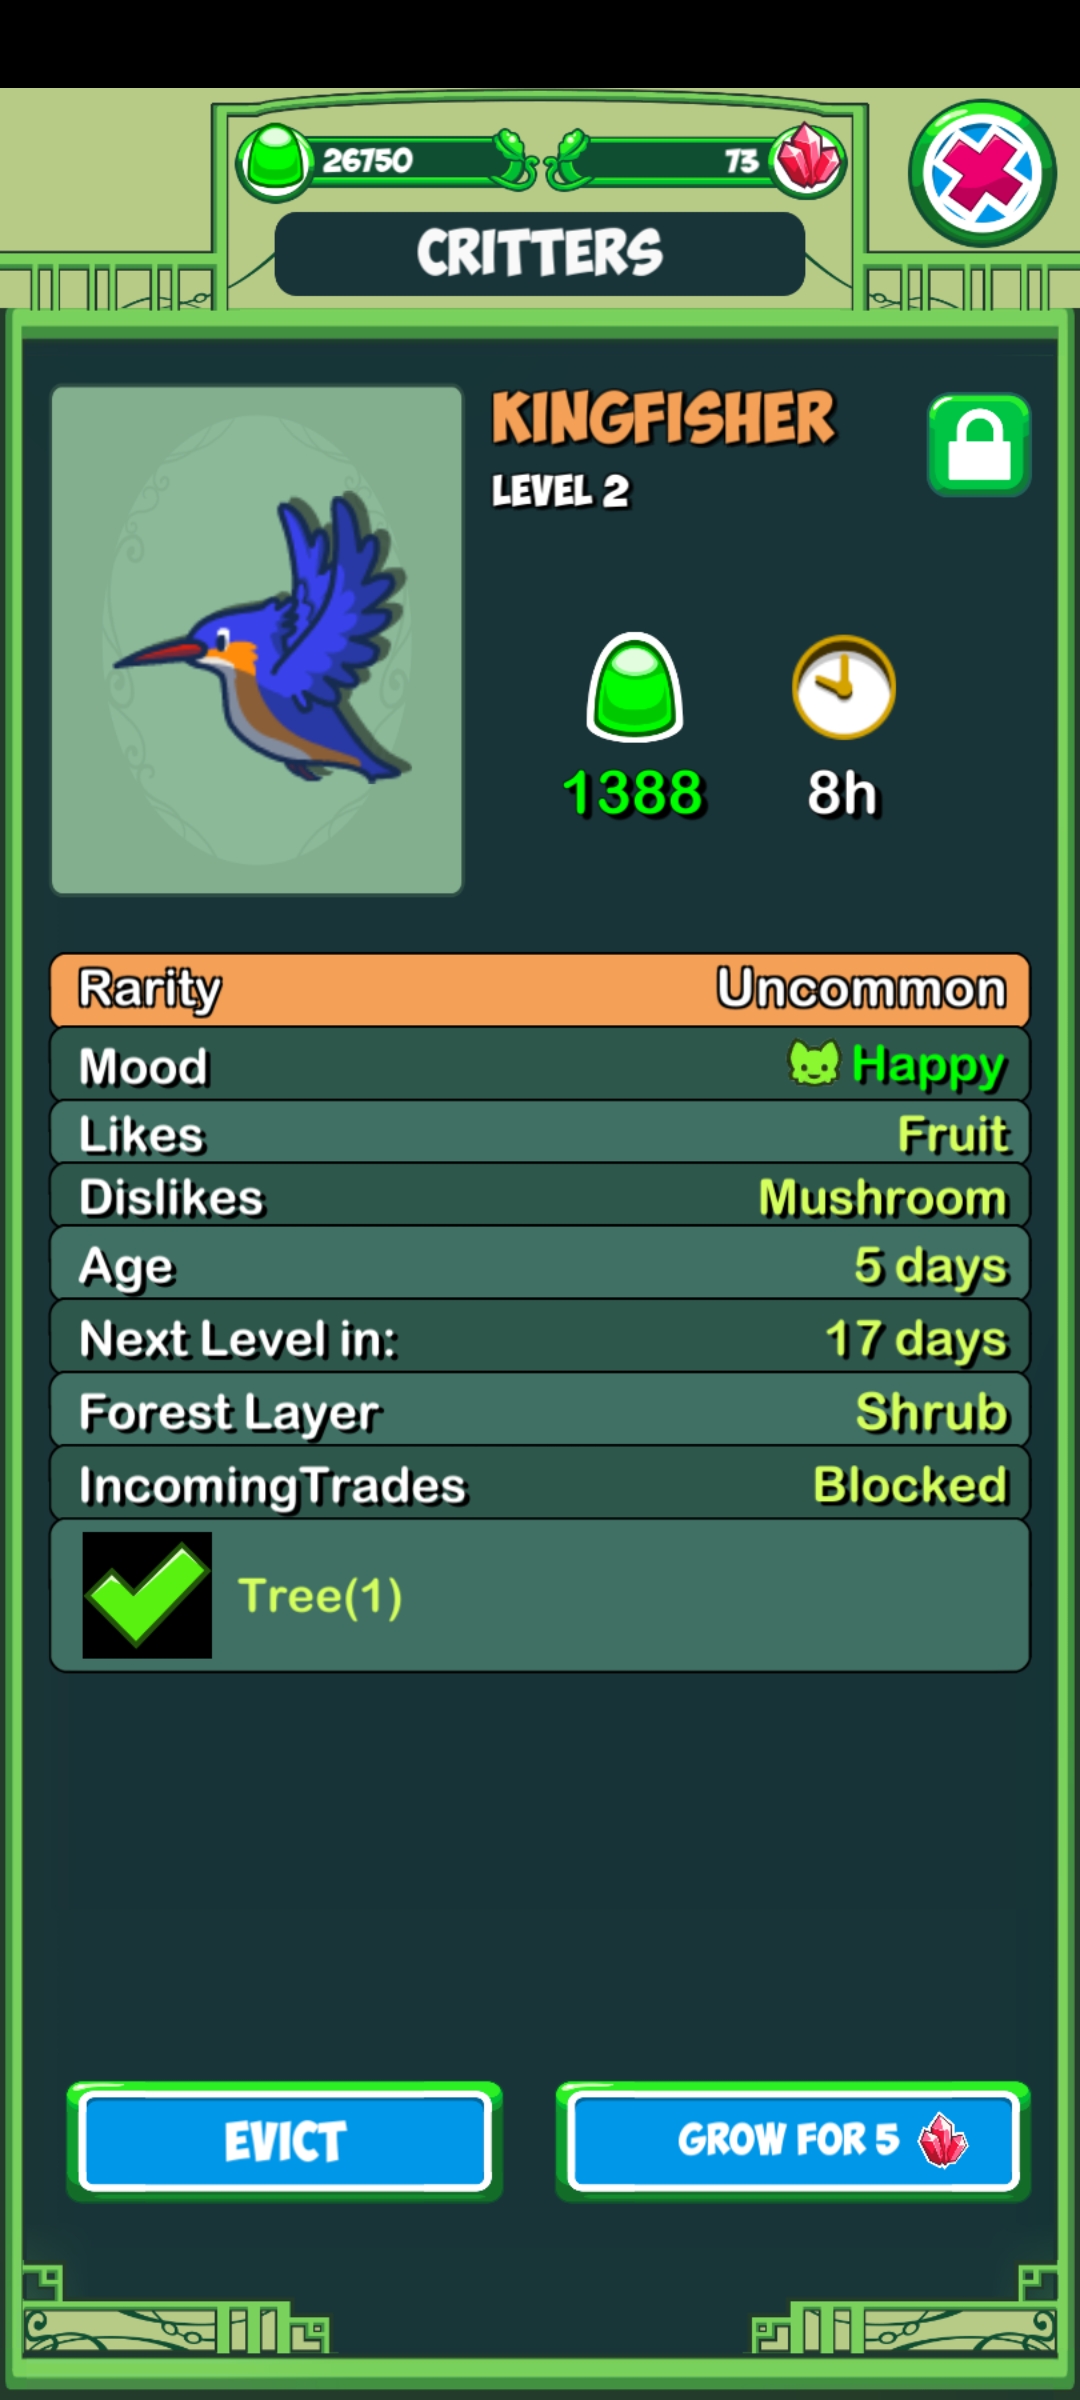 26750 73
CRITTERS
KINGFISHER
LEVEL 2
1388 8h
Rarity Uncommon
Mood Happy
Likes Fruit
Dislikes Mushroom
Age 5 days
Next Level in: 17 days
Forest Layer Shrub
IncomingTrades Blocked
Tree(1)
EVICT GROW FOR 5